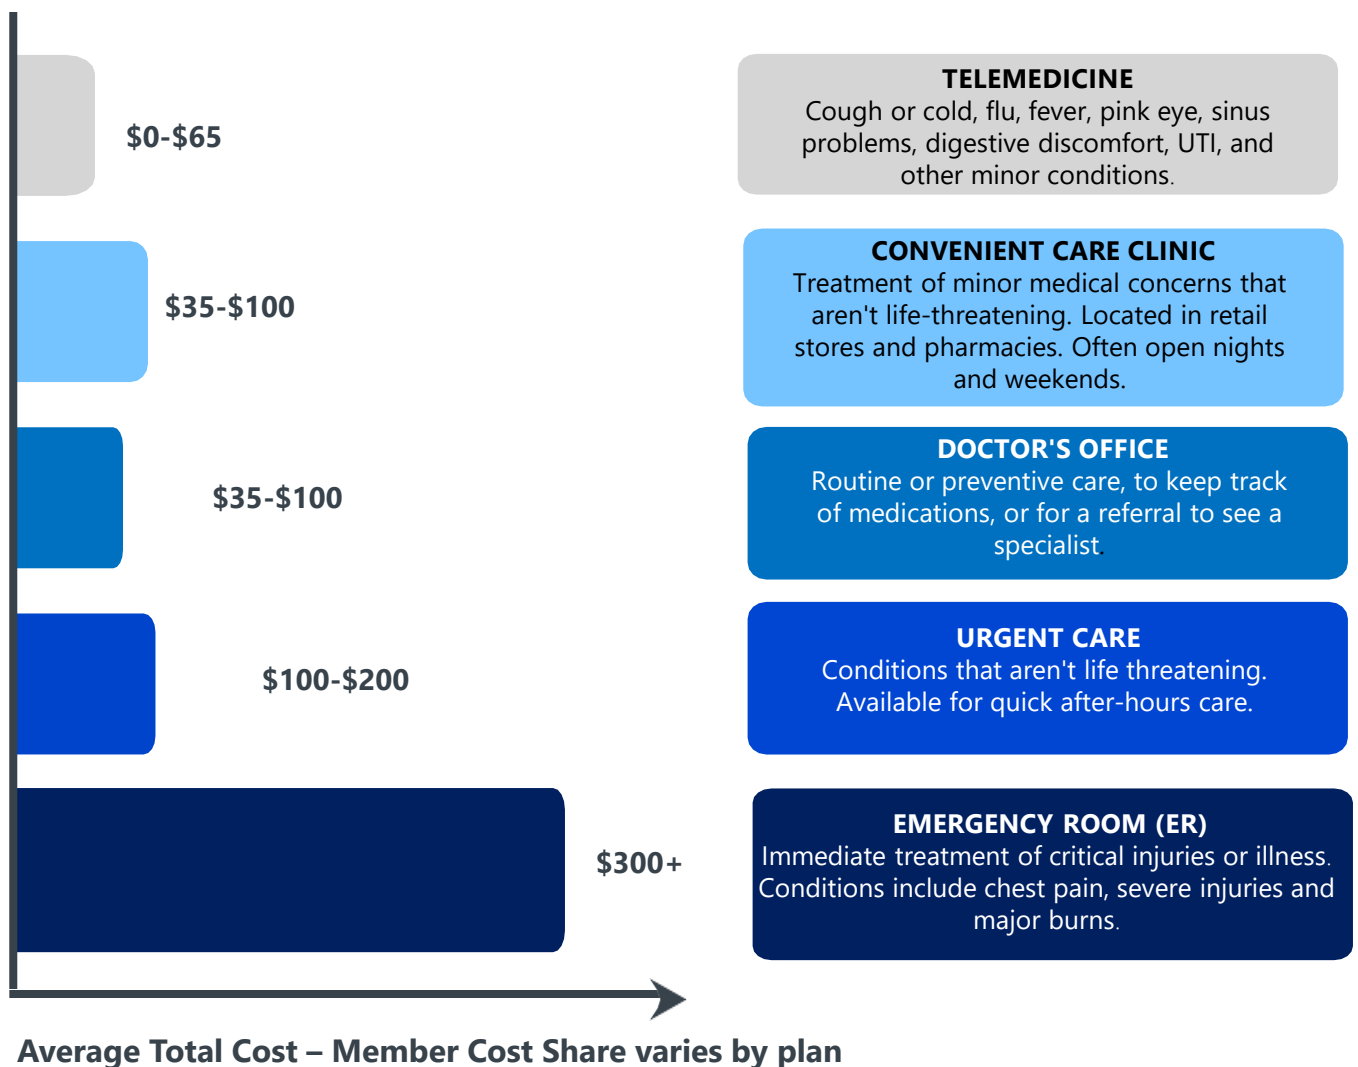 $0-$65
TELEMEDICINE
Cough or cold, flu, fever, pink eye, sinus
problems, digestive discomfort, UTI, and
other minor conditions.
$35-$100
CONVENIENT CARE CLINIC
Treatment of minor medical concerns that
aren't life-threatening. Located in retail
stores and pharmacies. Often open nights
and weekends.
$35-$100
DOCTOR'S OFFICE
Routine or preventive care, to keep track
of medications, or for a referral to see a
specialist.
$100-$200
URGENT CARE
Conditions that aren't life threatening.
Available for quick after-hours care.
$300+
EMERGENCY ROOM (ER)
Immediate treatment of critical injuries or illness.
Conditions include chest pain, severe injuries and
major burns.
Average Total Cost – Member Cost Share varies by plan